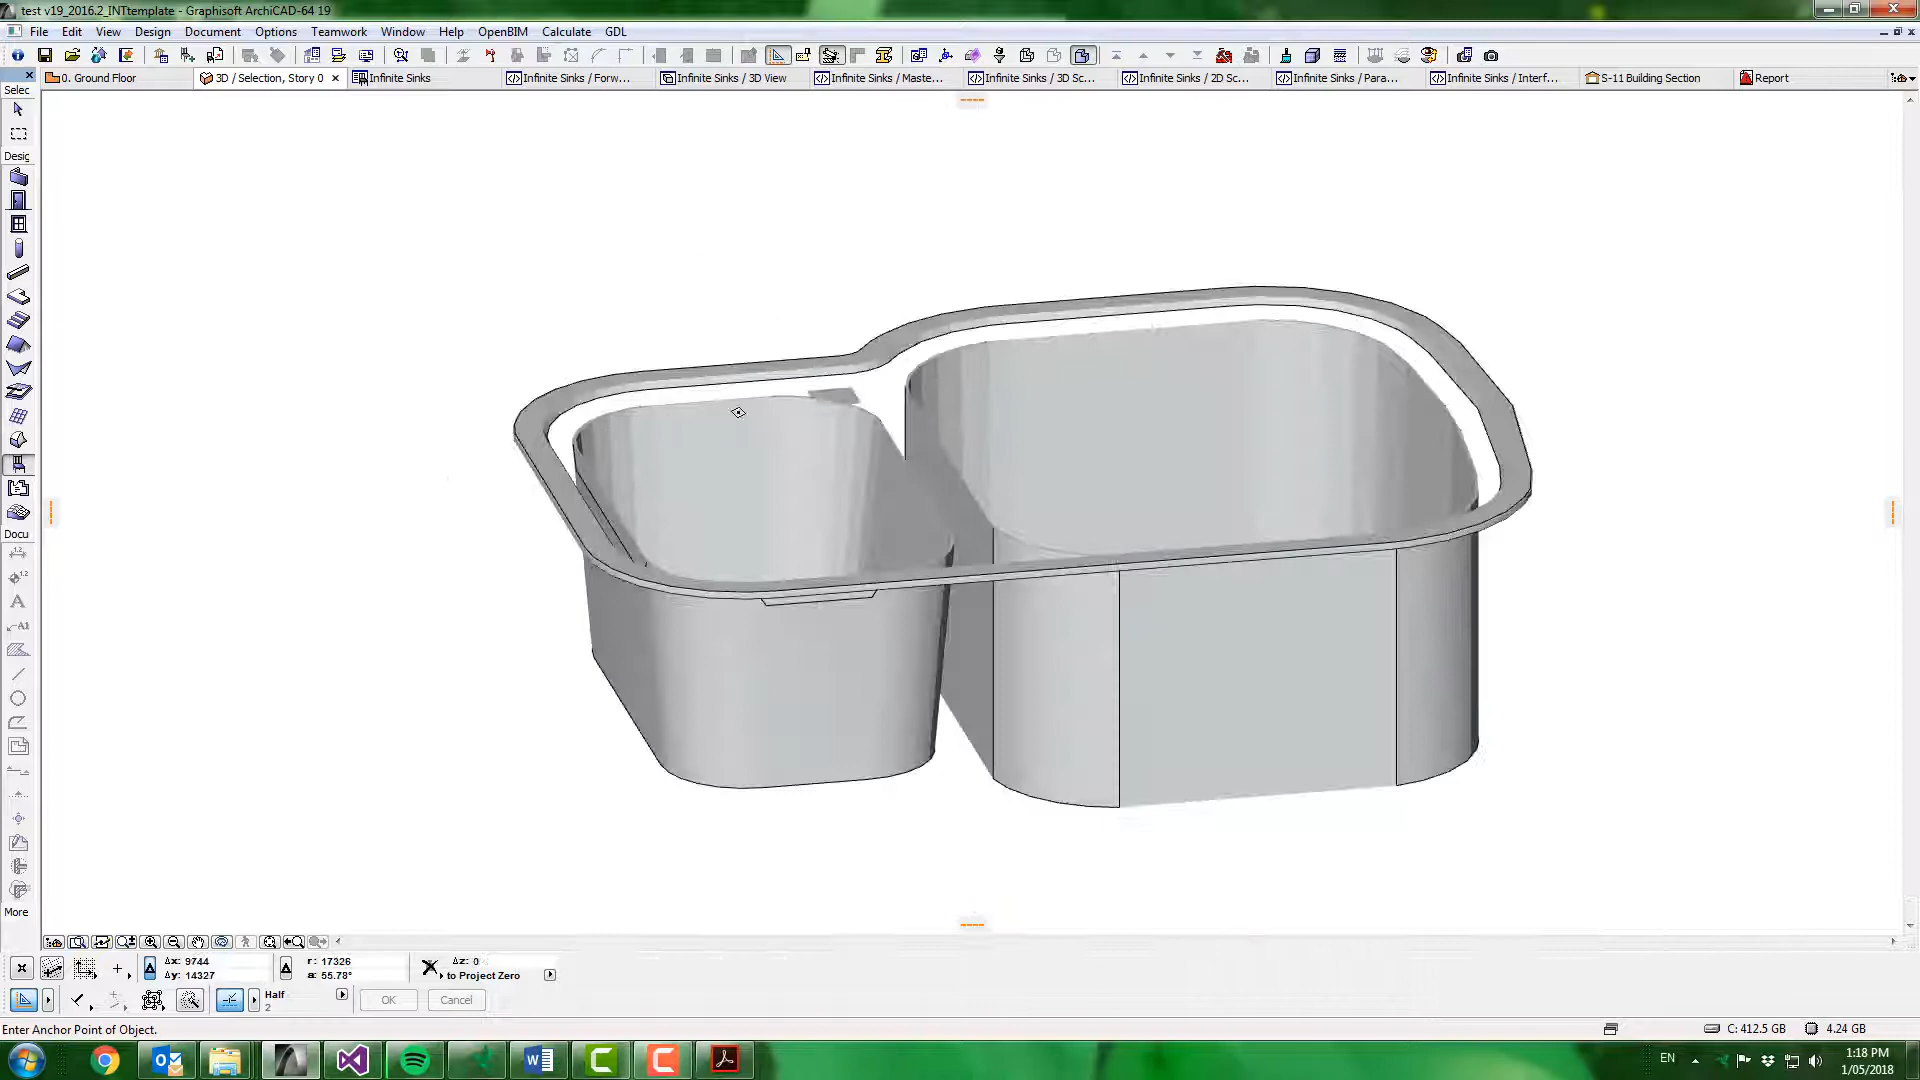 test v19_2016.2_INTtemplate - Graphisoft ArchiCAD-64 19
File Edit View Design Document Options Teamwork Window Help OpenBIM Calculate GDL
Selec
0. Ground Floor
3D / Selection, Story 0
Infinite Sinks
Infinite Sinks / Forw...
Infinite Sinks / 3D View
Infinite Sinks / Maste...
Infinite Sinks / 3D Sc...
Infinite Sinks / 2D Sc...
Infinite Sinks / Para...
Infinite Sinks / Interf...
S-11 Building Section
Report
Desig
Docu
More
Δx: 9744
Δy: 14327
r: 17326
a: 55.78°
Δz: 0
to Project Zero
Half
2
OK
Cancel
Enter Anchor Point of Object.
C: 412.5 GB
4.24 GB
EN
1:18 PM
1/05/2018